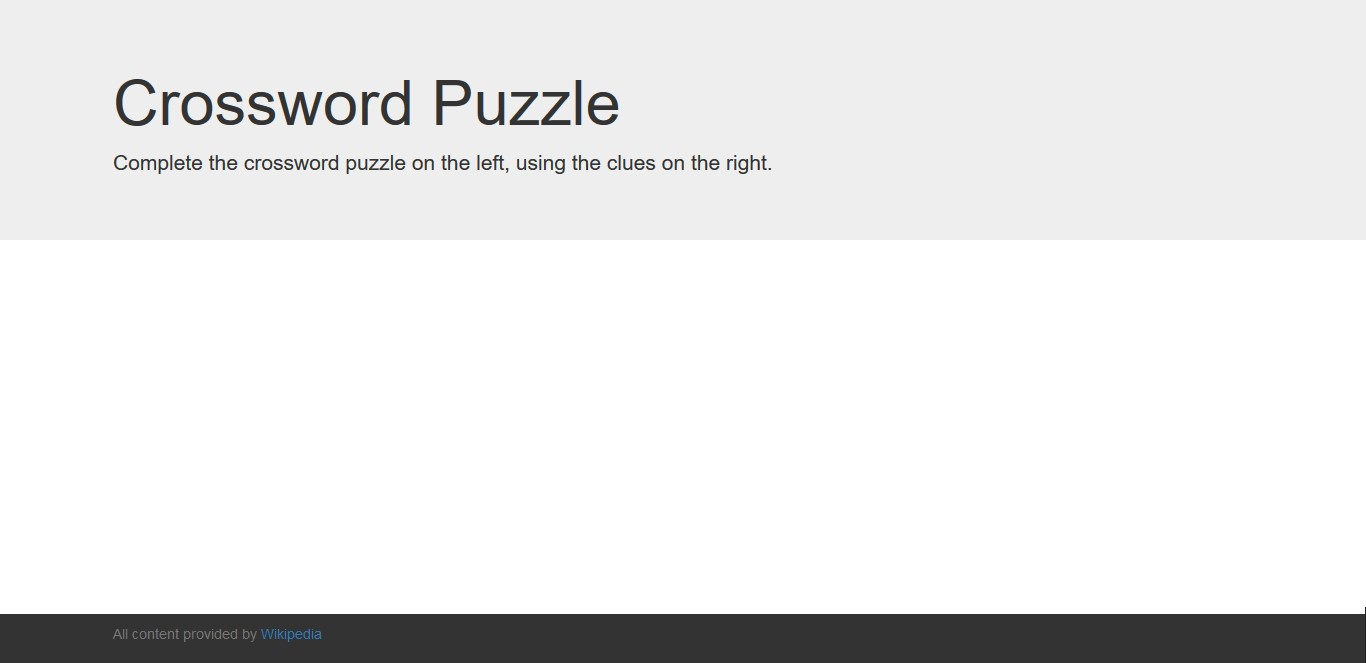 Crossword Puzzle
Complete the crossword puzzle on the left, using the clues on the right.
All content provided by Wikipedia